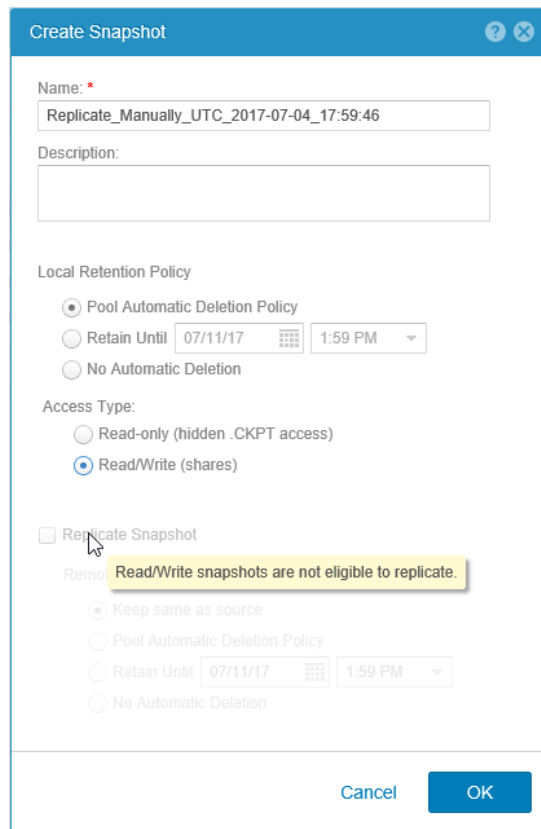 Create Snapshot
Name: *
Replicate_Manually_UTC_2017-07-04_17:59:46
Description:
Local Retention Policy
Pool Automatic Deletion Policy
Retain Until 07/11/17 1:59 PM
No Automatic Deletion
Access Type:
Read-only (hidden .CKPT access)
Read/Write (shares)
Replicate Snapshot
Remo
Read/Write snapshots are not eligible to replicate.
Keep same as source
Pool Automatic Deletion Policy
Retain Until 07/11/17 1:59 PM
No Automatic Deletion
Cancel OK